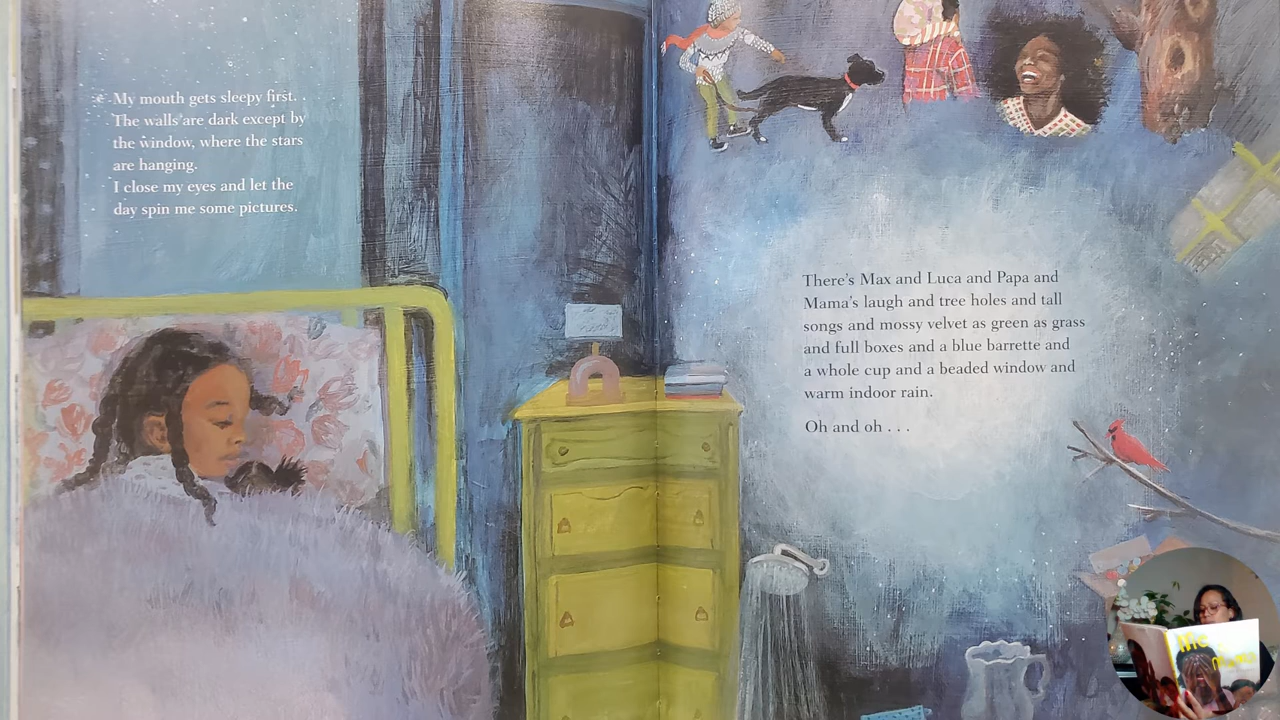 My mouth gets sleepy first.
The walls are dark except by
the window, where the stars
are hanging.
I close my eyes and let the
day spin me some pictures.
There's Max and Luca and Papa and
Mama's laugh and tree holes and tall
songs and mossy velvet as green as grass
and full boxes and a blue barrette and
a whole cup and a beaded window and
warm indoor rain.
Oh and oh . . .
Me
Mama